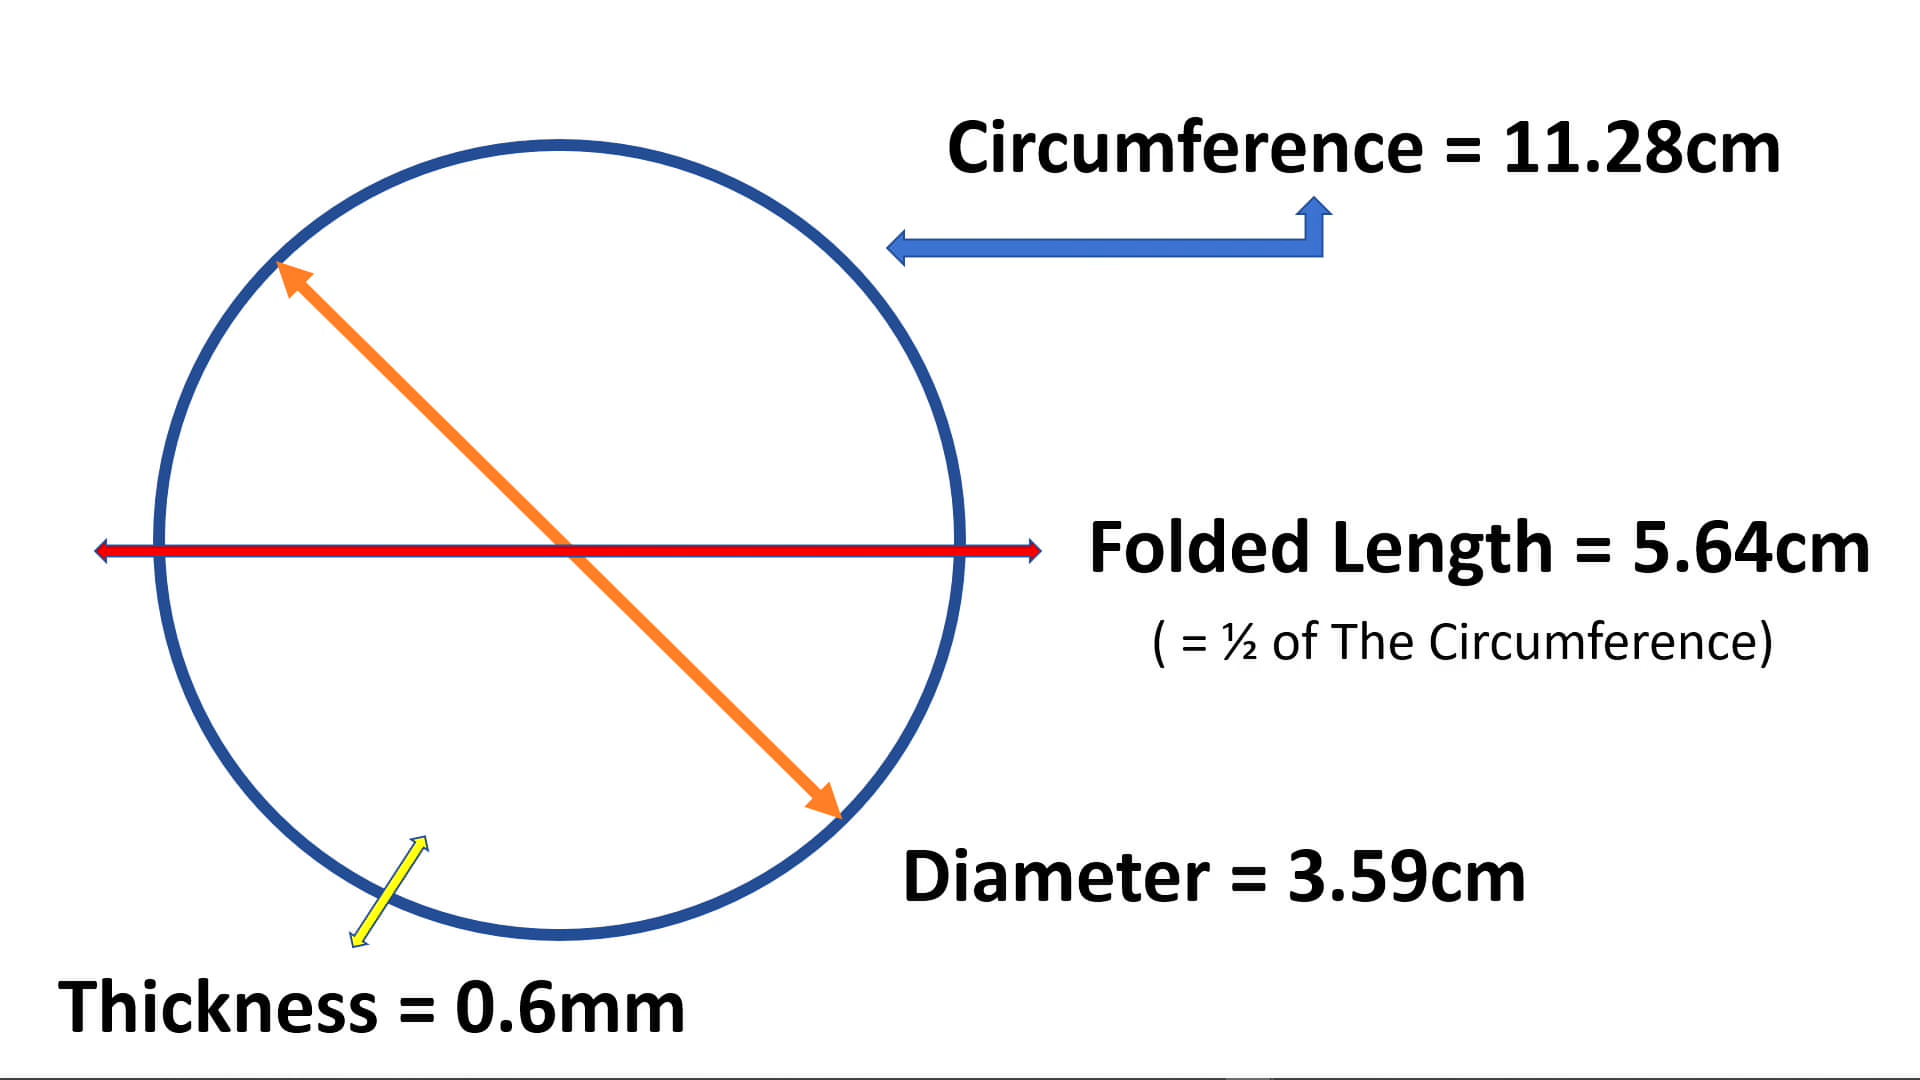 Circumference = 11.28cm
Folded Length = 5.64cm
( = ½ of The Circumference)
Diameter = 3.59cm
Thickness = 0.6mm